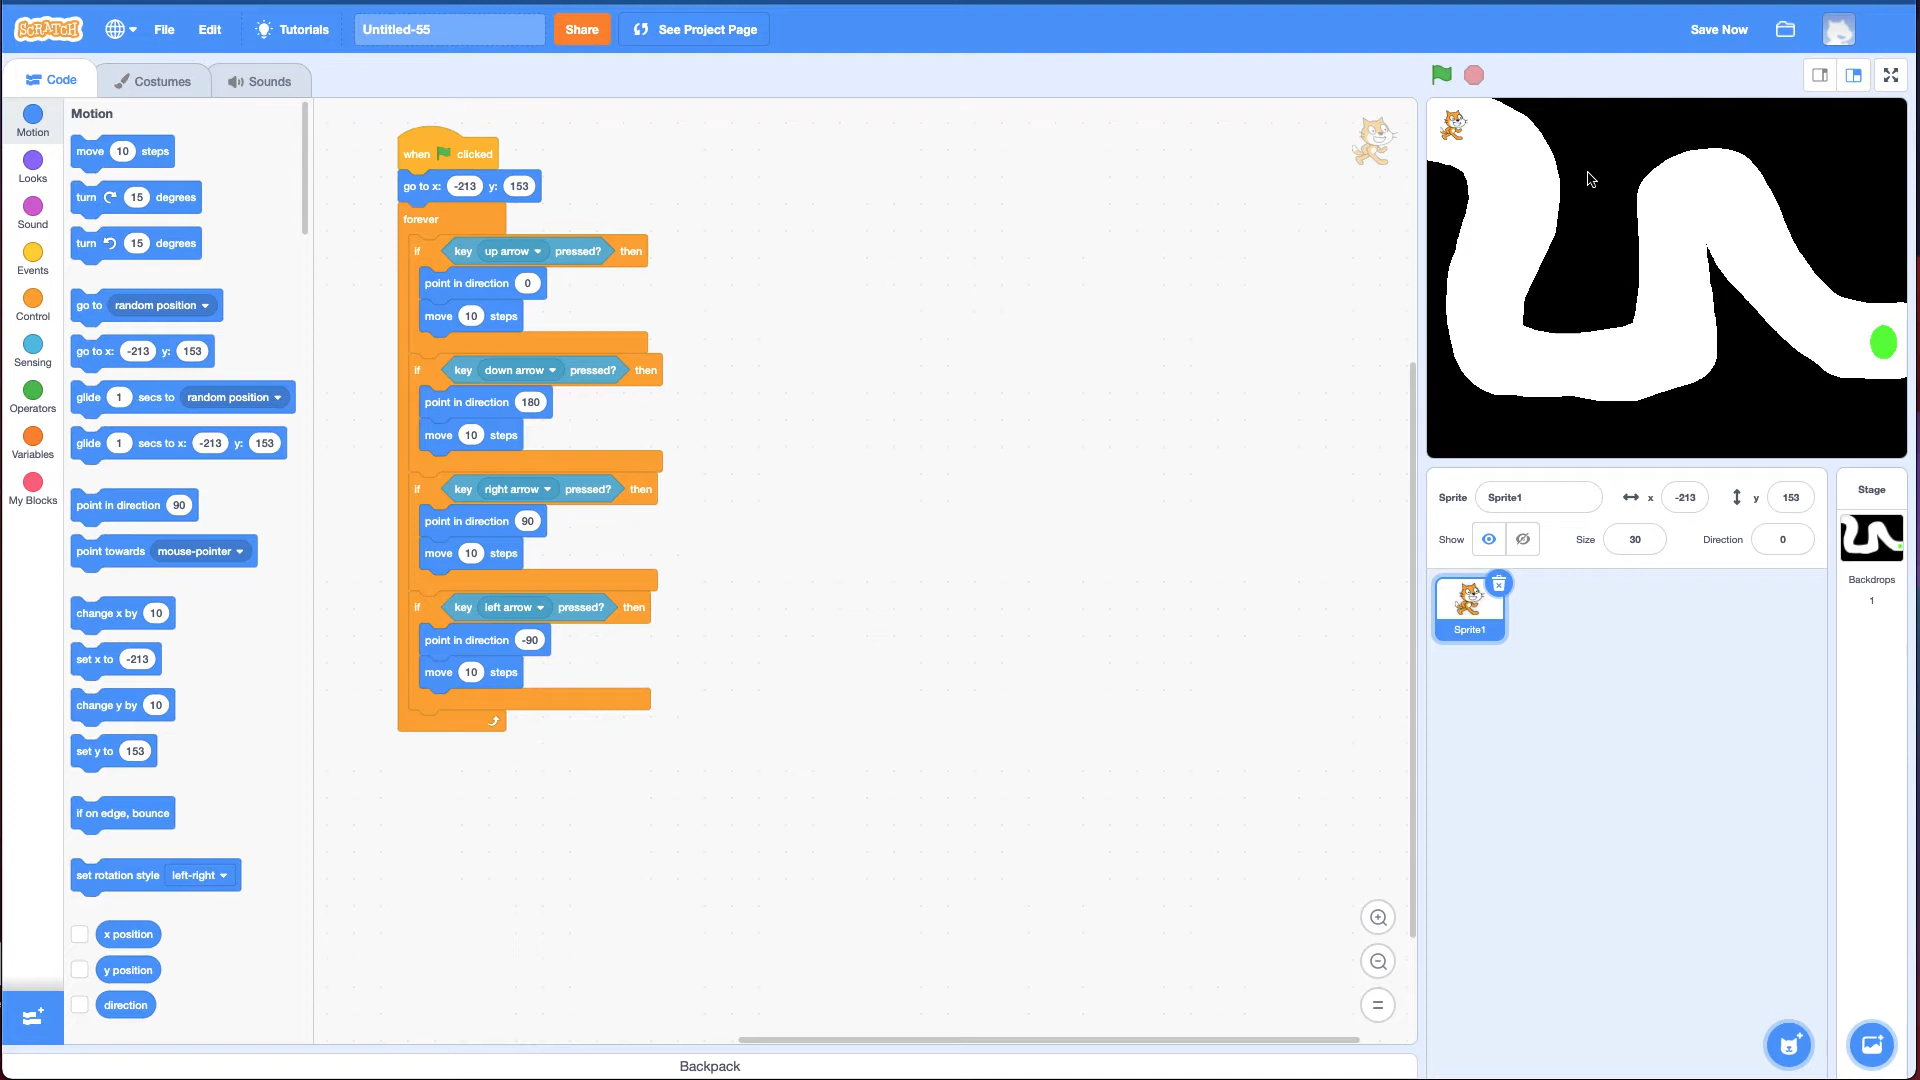 SCRATCH
File
Edit
Tutorials
Untitled-55
Share
See Project Page
Save Now
Code
Costumes
Sounds
Motion
Looks
Sound
Events
Control
Sensing
Operators
Variables
My Blocks
Motion
move 10 steps
turn 15 degrees
turn 15 degrees
go to random position
go to x: -213 y: 153
glide 1 secs to random position
glide 1 secs to x: -213 y: 153
point in direction 90
point towards mouse-pointer
change x by 10
set x to -213
change y by 10
set y to 153
if on edge, bounce
set rotation style left-right
x position
y position
direction
when clicked
go to x: -213 y: 153
forever
if key up arrow pressed? then
point in direction 0
move 10 steps
if key down arrow pressed? then
point in direction 180
move 10 steps
if key right arrow pressed? then
point in direction 90
move 10 steps
if key left arrow pressed? then
point in direction -90
move 10 steps
Sprite Sprite1 x -213 y 153
Show Size 30 Direction 0
Sprite1
Stage
Backdrops
1
Backpack